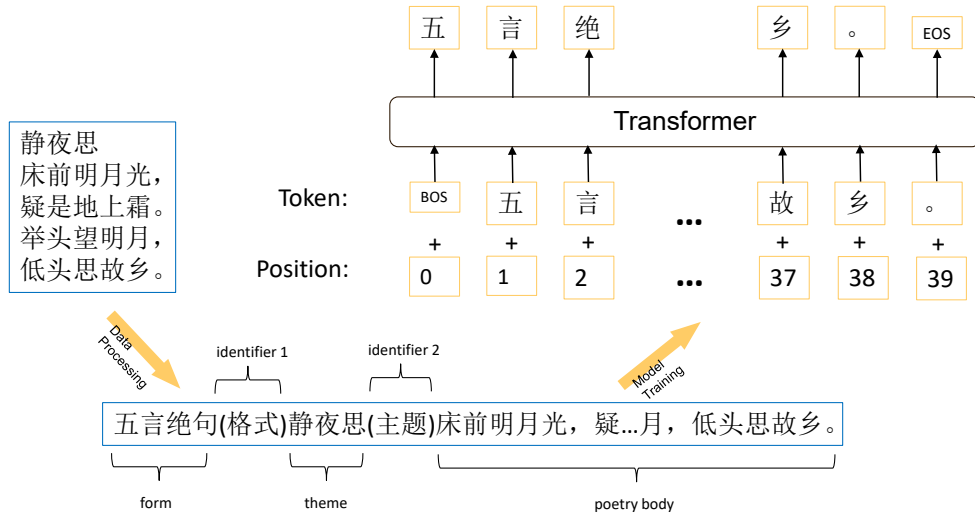 五 言 绝 乡 。 EOS
Transformer
静夜思
床前明月光，
疑是地上霜。
举头望明月，
低头思故乡。
Token: BOS 五 言 ... 故 乡 。
+ + + + + +
Position: 0 1 2 ... 37 38 39
Data Processing
identifier 1 identifier 2
Model Training
五言绝句(格式)静夜思(主题)床前明月光，疑...月，低头思故乡。
form theme poetry body